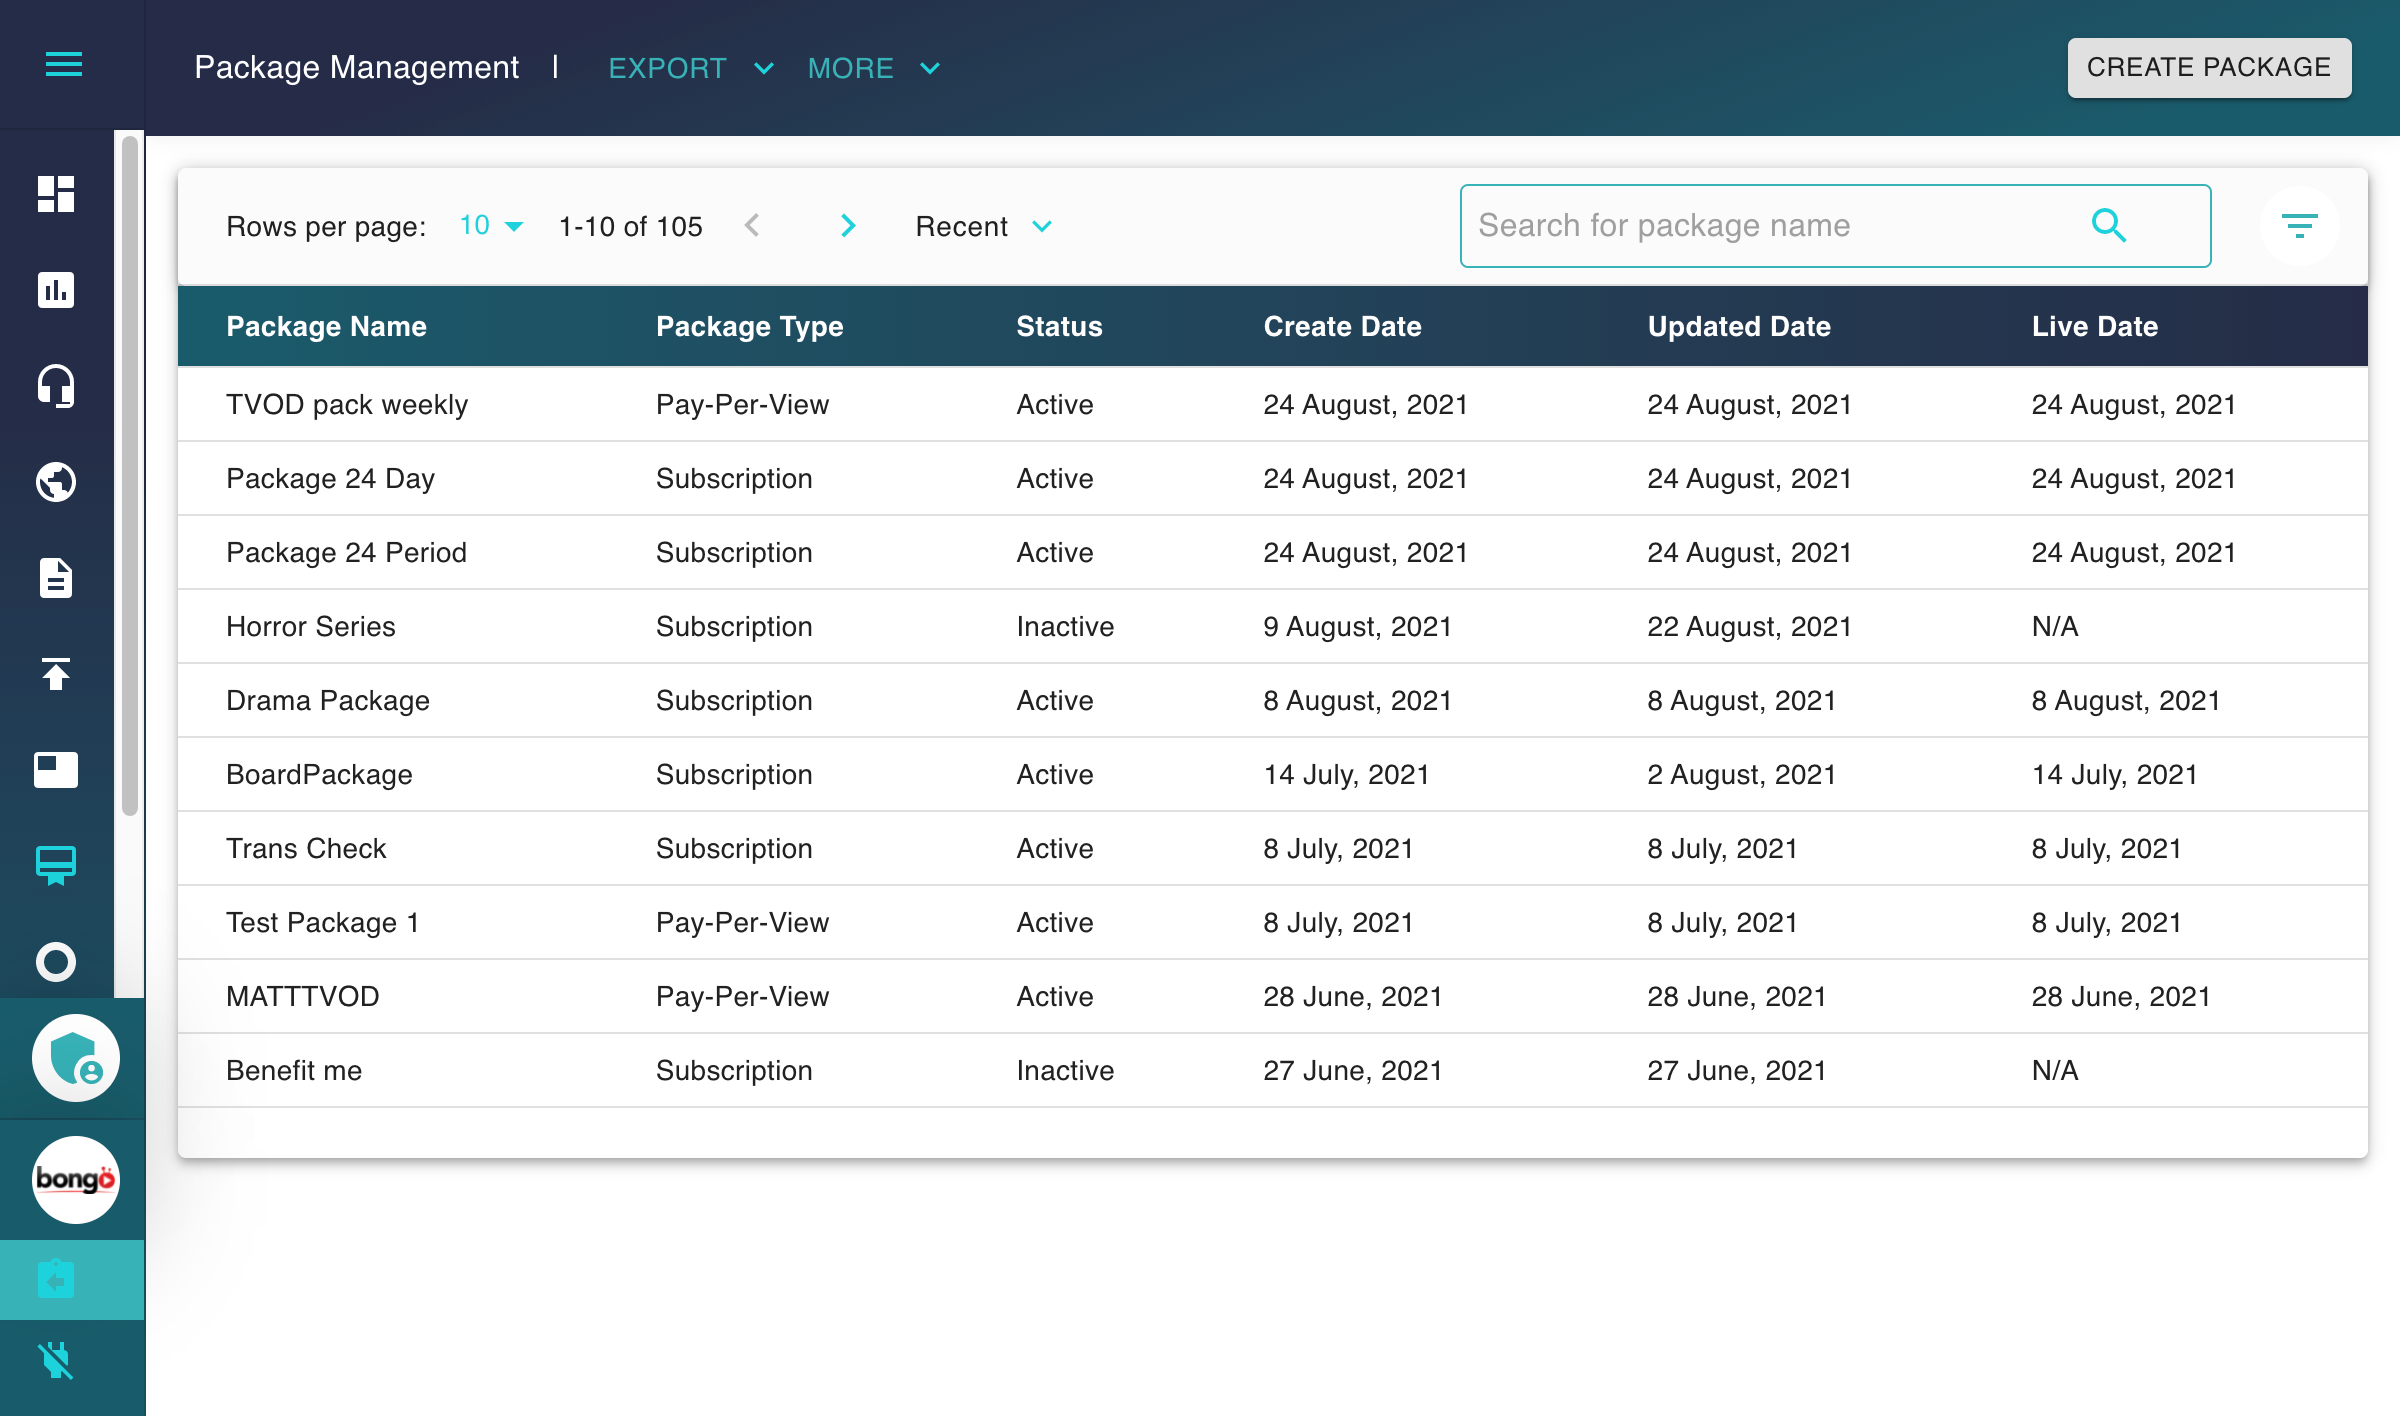 Package Management | EXPORT MORE CREATE PACKAGE
Rows per page: 10 1-10 of 105 Recent Search for package name
Package Name Package Type Status Create Date Updated Date Live Date
TVOD pack weekly Pay-Per-View Active 24 August, 2021 24 August, 2021 24 August, 2021
Package 24 Day Subscription Active 24 August, 2021 24 August, 2021 24 August, 2021
Package 24 Period Subscription Active 24 August, 2021 24 August, 2021 24 August, 2021
Horror Series Subscription Inactive 9 August, 2021 22 August, 2021 N/A
Drama Package Subscription Active 8 August, 2021 8 August, 2021 8 August, 2021
BoardPackage Subscription Active 14 July, 2021 2 August, 2021 14 July, 2021
Trans Check Subscription Active 8 July, 2021 8 July, 2021 8 July, 2021
Test Package 1 Pay-Per-View Active 8 July, 2021 8 July, 2021 8 July, 2021
MATTTVOD Pay-Per-View Active 28 June, 2021 28 June, 2021 28 June, 2021
Benefit me Subscription Inactive 27 June, 2021 27 June, 2021 N/A
bongo